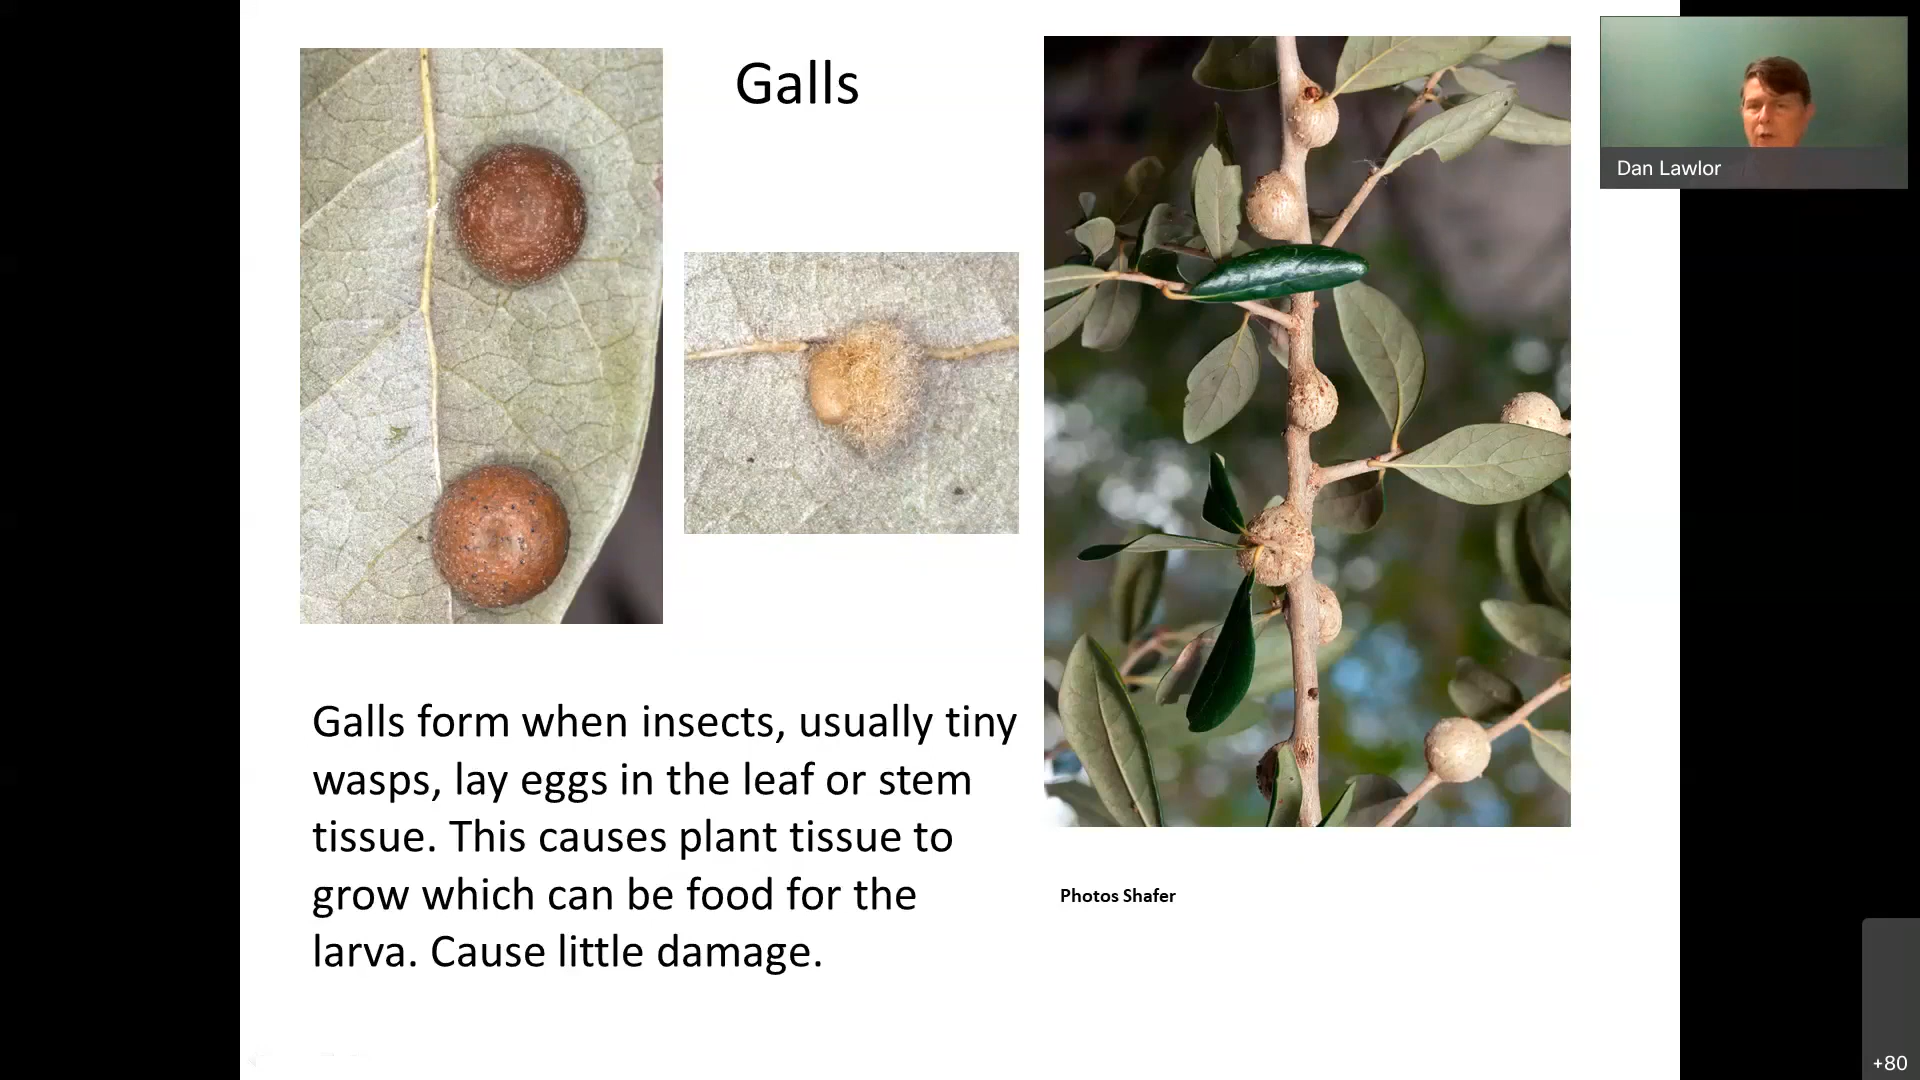 Galls
Dan Lawlor
Galls form when insects, usually tiny
wasps, lay eggs in the leaf or stem
tissue. This causes plant tissue to
grow which can be food for the
larva. Cause little damage.
Photos Shafer
+80